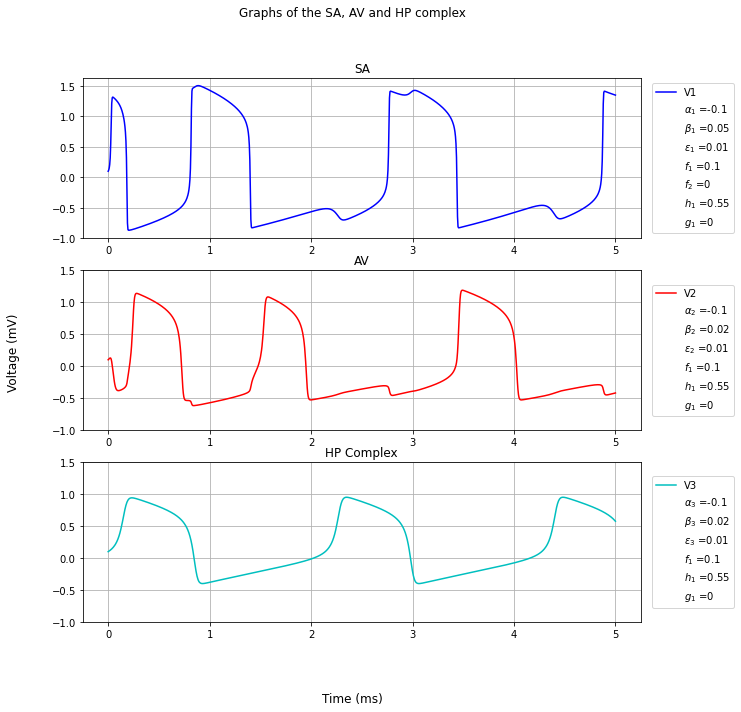 Graphs of the SA, AV and HP complex
SA
1.5
1.0
0.5
0.0
−0.5
−1.0
0 1 2 3 4 5
V1
α₁ =-0.1
β₁ =0.05
ε₁ =0.01
f₁ =0.1
f₂ =0
h₁ =0.55
g₁ =0
AV
1.5
1.0
0.5
0.0
−0.5
−1.0
0 1 2 3 4 5
V2
α₂ =-0.1
β₂ =0.02
ε₂ =0.01
f₁ =0.1
h₁ =0.55
g₁ =0
Voltage (mV)
HP Complex
1.5
1.0
0.5
0.0
−0.5
−1.0
0 1 2 3 4 5
V3
α₃ =-0.1
β₃ =0.02
ε₃ =0.01
f₁ =0.1
h₁ =0.55
g₁ =0
Time (ms)